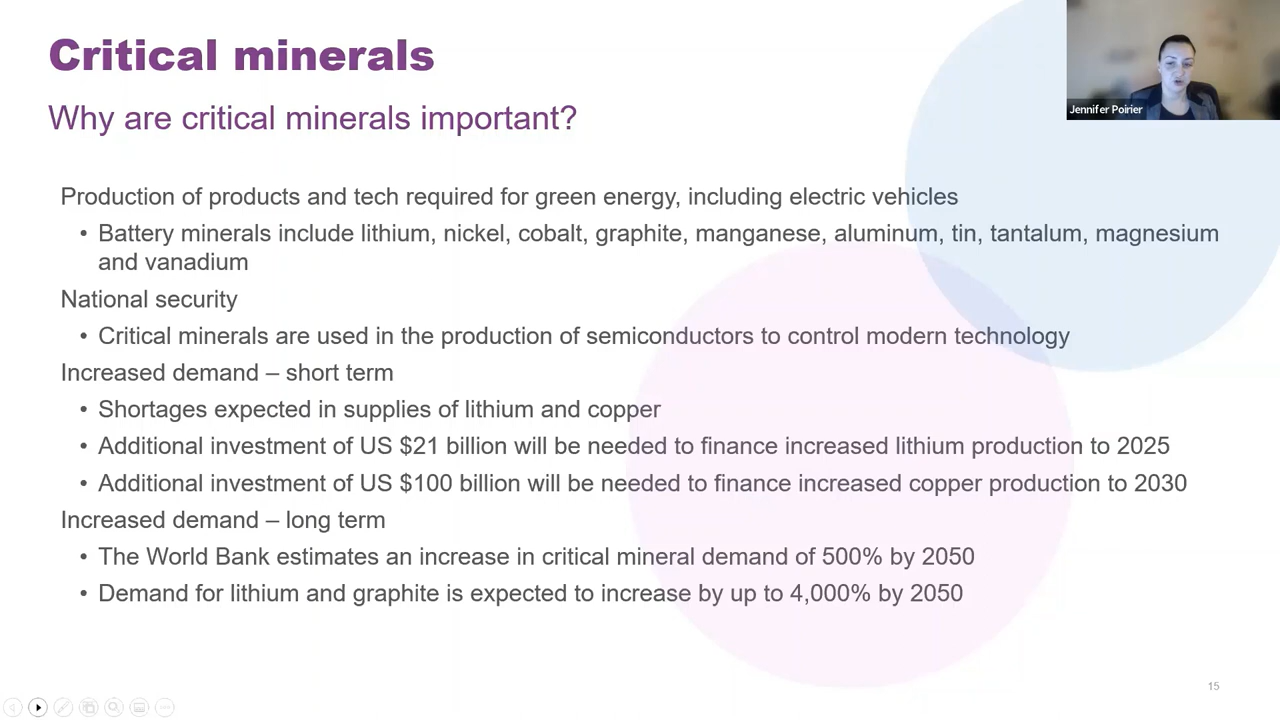 Critical minerals
Jennifer Poirier
Why are critical minerals important?
Production of products and tech required for green energy, including electric vehicles
• Battery minerals include lithium, nickel, cobalt, graphite, manganese, aluminum, tin, tantalum, magnesium
and vanadium
National security
• Critical minerals are used in the production of semiconductors to control modern technology
Increased demand – short term
• Shortages expected in supplies of lithium and copper
• Additional investment of US $21 billion will be needed to finance increased lithium production to 2025
• Additional investment of US $100 billion will be needed to finance increased copper production to 2030
Increased demand – long term
• The World Bank estimates an increase in critical mineral demand of 500% by 2050
• Demand for lithium and graphite is expected to increase by up to 4,000% by 2050
15